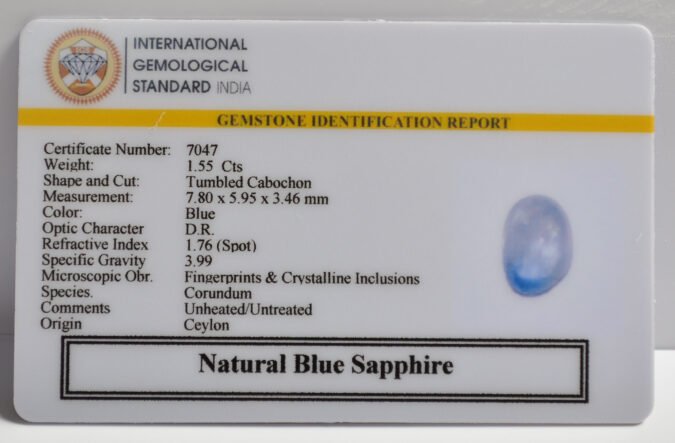 INTERNATIONAL
GEMOLOGICAL
STANDARD INDIA
GEMSTONE IDENTIFICATION REPORT
Certificate Number: 7047
Weight: 1.55 Cts
Shape and Cut: Tumbled Cabochon
Measurement: 7.80 x 5.95 x 3.46 mm
Color: Blue
Optic Character D.R.
Refractive Index 1.76 (Spot)
Specific Gravity 3.99
Microscopic Obr. Fingerprints & Crystalline Inclusions
Species. Corundum
Comments Unheated/Untreated
Origin Ceylon
Natural Blue Sapphire